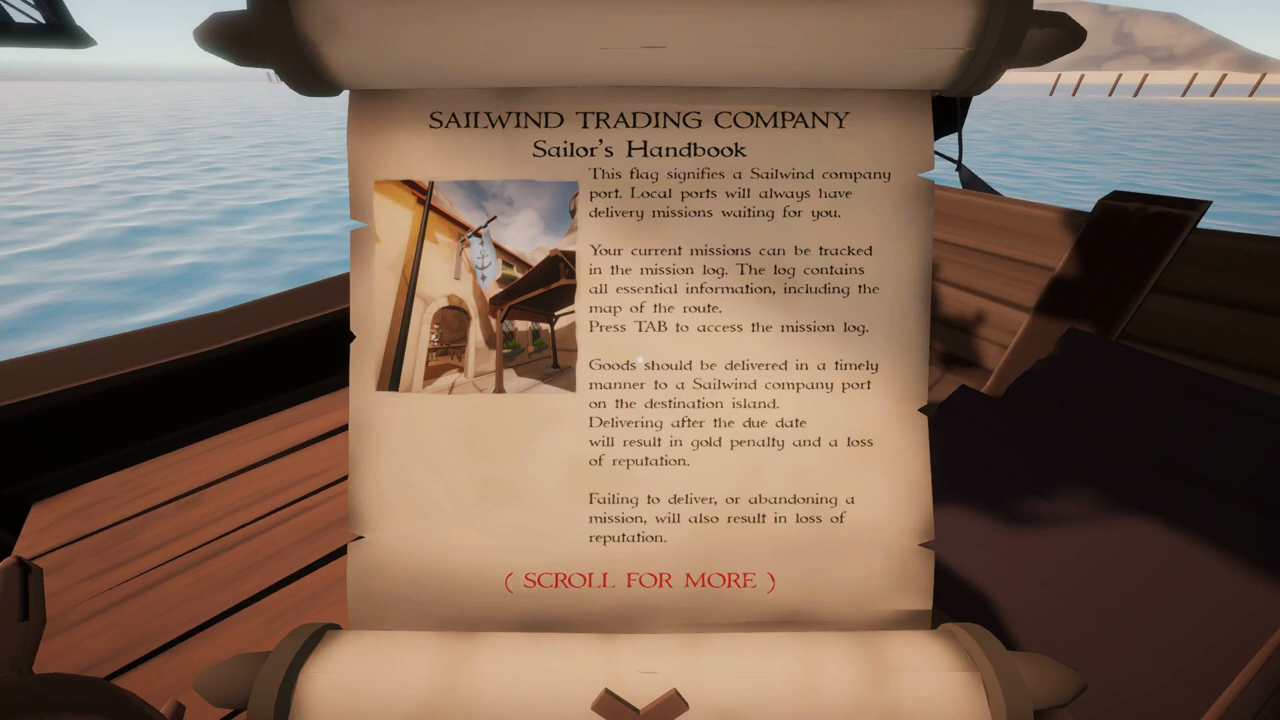 SAILWIND TRADING COMPANY
Sailor's Handbook
This flag signifies a Sailwind company
port. Local ports will always have
delivery missions waiting for you.
Your current missions can be tracked
in the mission log. The log contains
all essential information, including the
map of the route.
Press TAB to access the mission log.
Goods should be delivered in a timely
manner to a Sailwind company port
on the destination island.
Delivering after the due date
will result in gold penalty and a loss
of reputation.
Failing to deliver, or abandoning a
mission, will also result in loss of
reputation.
( SCROLL FOR MORE )